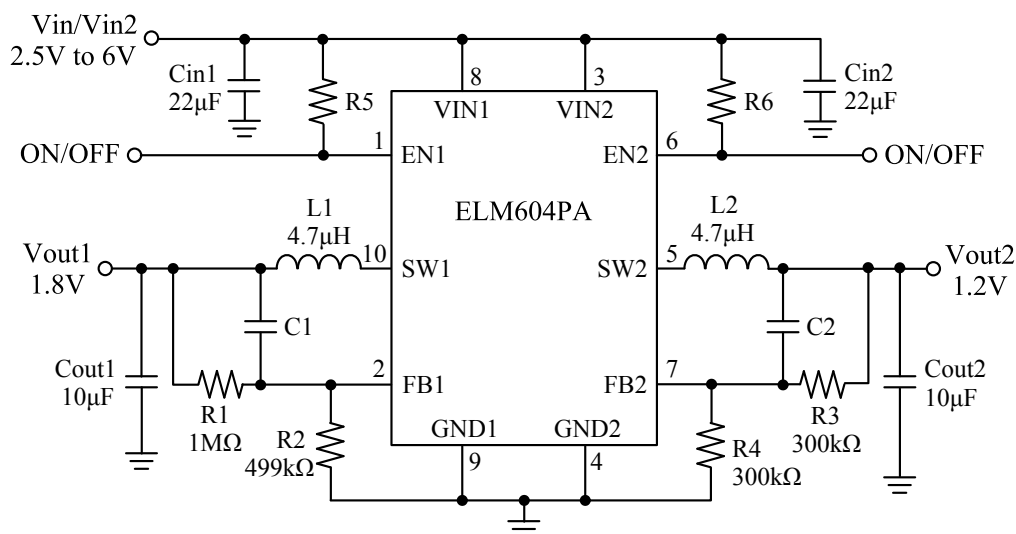 Vin/Vin2
2.5V to 6V
Cin1
22μF
R5
8
VIN1
3
VIN2
R6
Cin2
22μF
ON/OFF
1
EN1
EN2
6
ON/OFF
ELM604PA
Vout1
1.8V
L1
4.7μH
10
SW1
SW2
5
L2
4.7μH
Vout2
1.2V
C1
C2
Cout1
10μF
R1
1MΩ
2
FB1
FB2
7
R3
300kΩ
Cout2
10μF
R2
499kΩ
GND1
9
GND2
4
R4
300kΩ